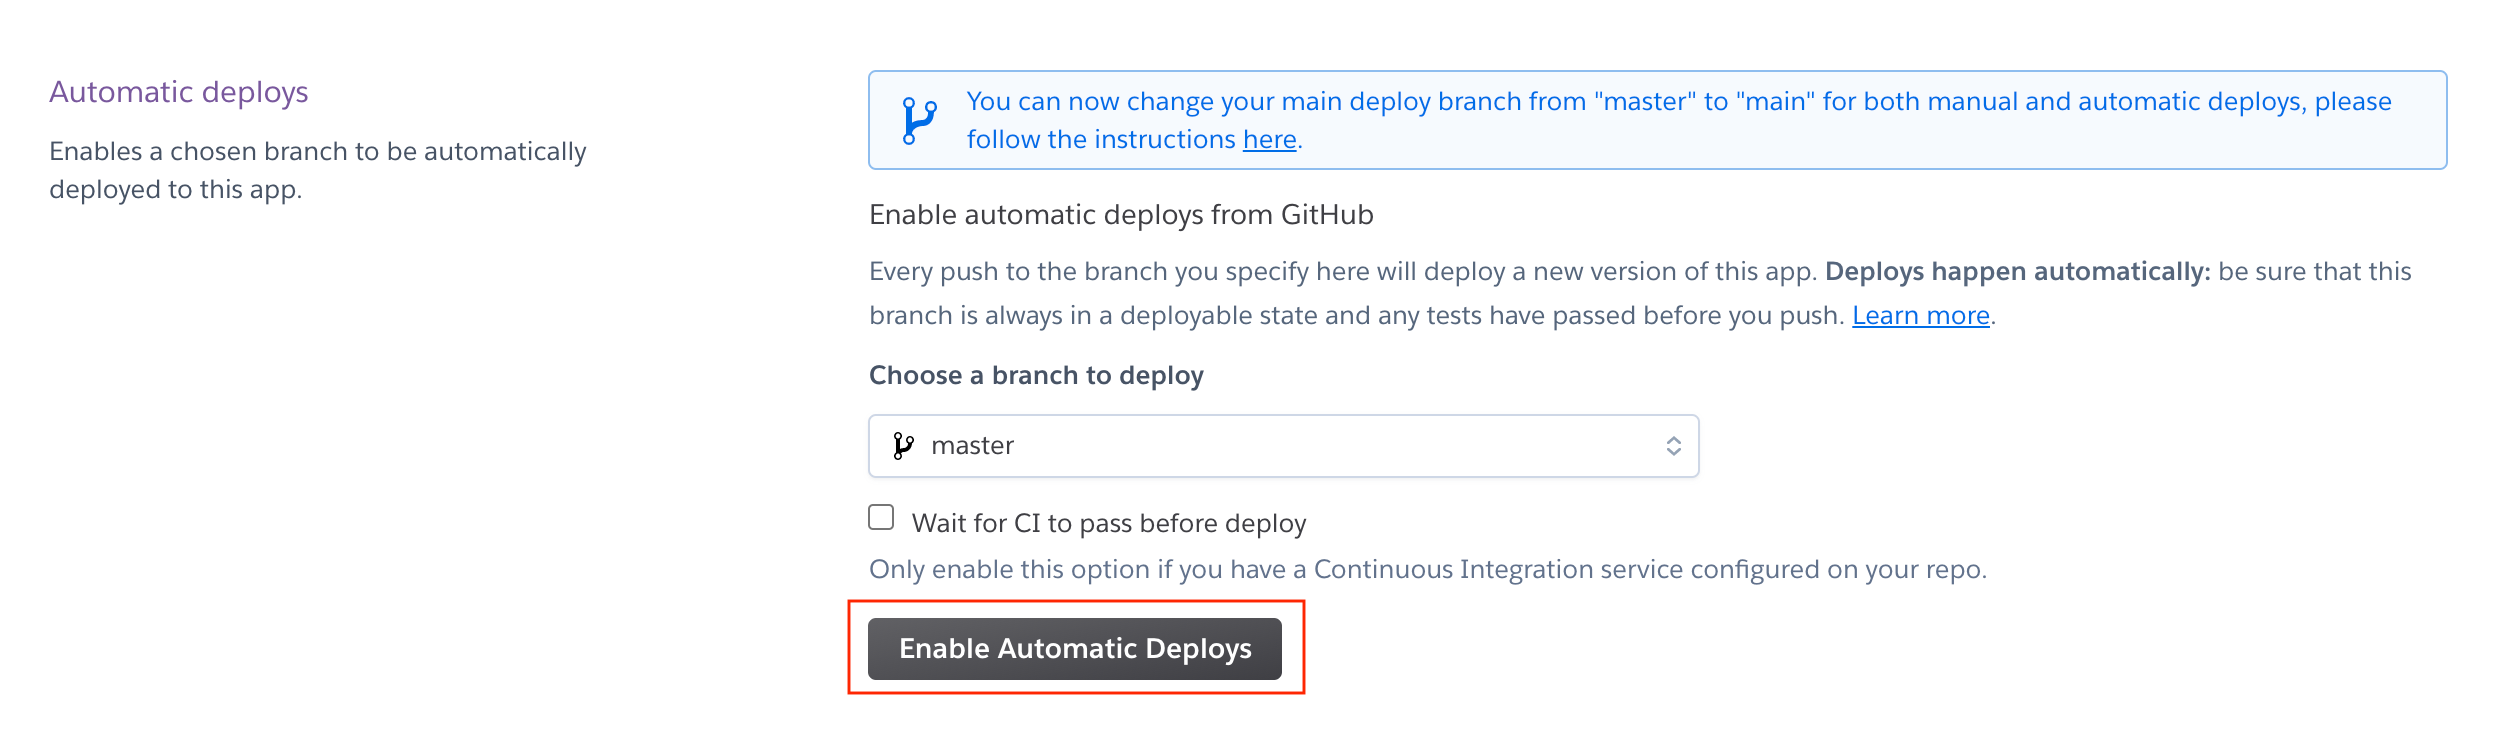 Automatic deploys
Enables a chosen branch to be automatically
deployed to this app.
You can now change your main deploy branch from "master" to "main" for both manual and automatic deploys, please
follow the instructions here.
Enable automatic deploys from GitHub
Every push to the branch you specify here will deploy a new version of this app. Deploys happen automatically: be sure that this
branch is always in a deployable state and any tests have passed before you push. Learn more.
Choose a branch to deploy
master
Wait for CI to pass before deploy
Only enable this option if you have a Continuous Integration service configured on your repo.
Enable Automatic Deploys